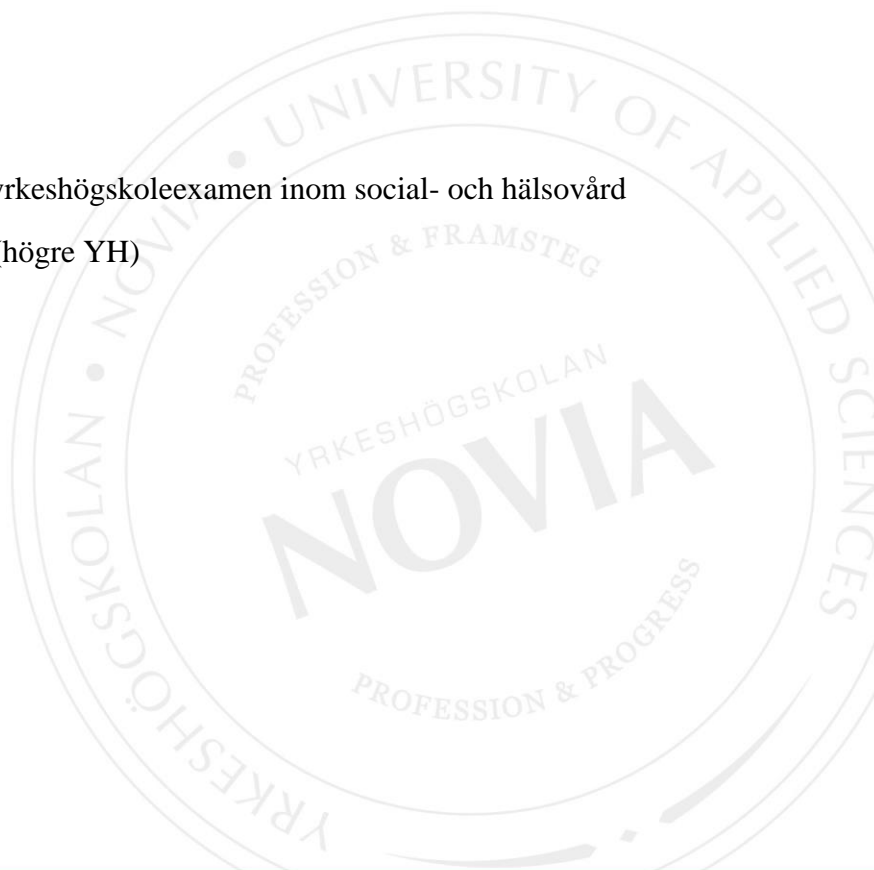 yrkeshögskoleexamen inom social- och hälsovård
(högre YH)
YRKESHÖGSKOLAN • NOVIA • UNIVERSITY OF APPLIED SCIENCES
PROFESSION & FRAMSTEG
YRKESHÖGSKOLAN
NOVIA
PROFESSION & PROGRESS